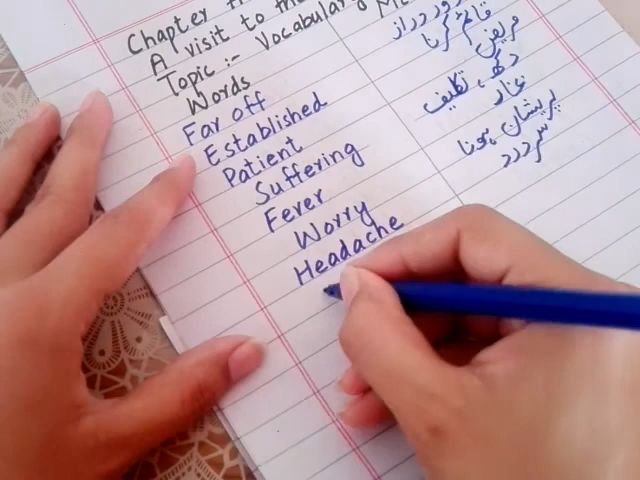 Chapter
A visit to the
Topic :- Vocabulary
Words
Far off دور دراز
Established قائم کرنا
Patient مریض
Suffering دکھ، تکلیف
Fever بخار
Worry پریشان ہونا
Headache سر درد